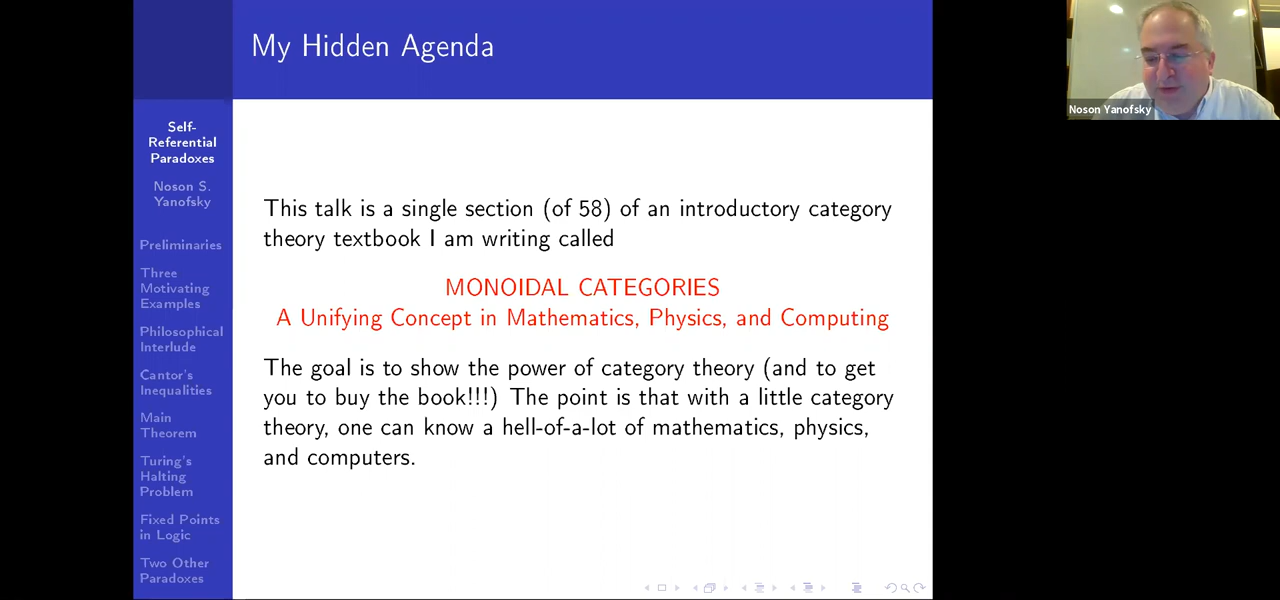 My Hidden Agenda
Self-
Referential
Paradoxes
Noson S.
Yanofsky
Preliminaries
Three
Motivating
Examples
Philosophical
Interlude
Cantor's
Inequalities
Main
Theorem
Turing's
Halting
Problem
Fixed Points
in Logic
Two Other
Paradoxes
This talk is a single section (of 58) of an introductory category
theory textbook I am writing called
MONOIDAL CATEGORIES
A Unifying Concept in Mathematics, Physics, and Computing
The goal is to show the power of category theory (and to get
you to buy the book!!!) The point is that with a little category
theory, one can know a hell-of-a-lot of mathematics, physics,
and computers.
Noson Yanofsky